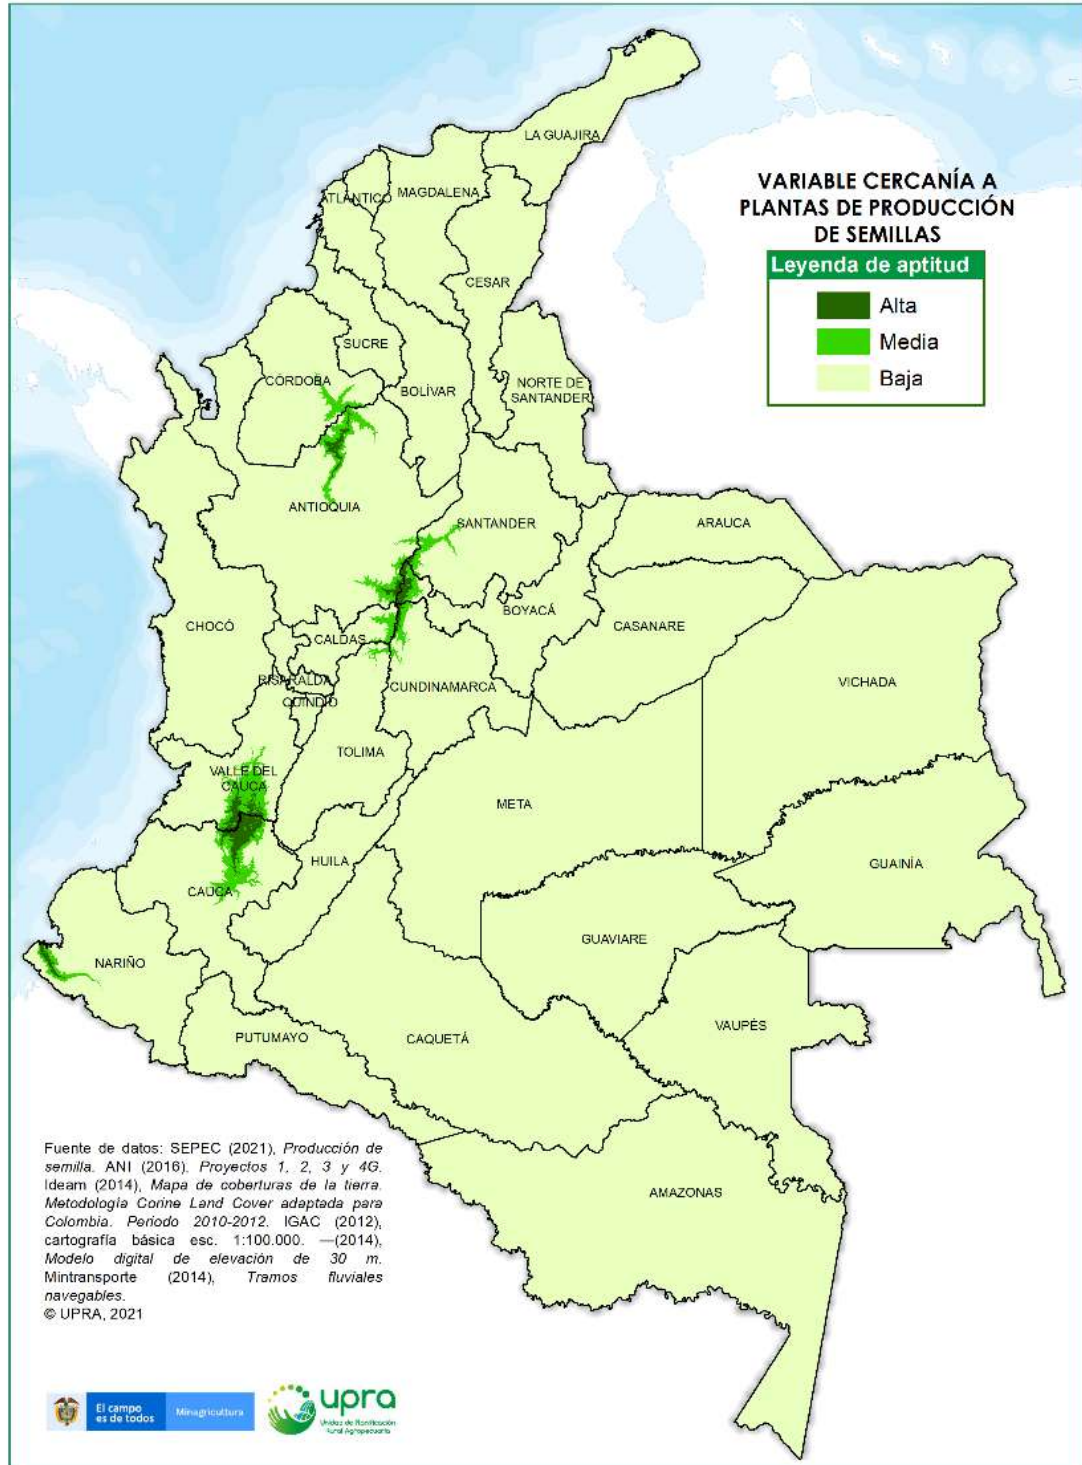 LA GUAJIRA
VARIABLE CERCANÍA A
PLANTAS DE PRODUCCIÓN
DE SEMILLAS
Leyenda de aptitud
Alta
Media
Baja
ATLÁNTICO
MAGDALENA
CESAR
SUCRE
CÓRDOBA
BOLÍVAR
NORTE DE
SANTANDER
ANTIOQUIA
SANTANDER
ARAUCA
CHOCÓ
CALDAS
BOYACÁ
CASANARE
RISARALDA
QUINDÍO
CUNDINAMARCA
VICHADA
TOLIMA
VALLE DEL
CAUCA
META
HUILA
GUAINÍA
CAUCA
GUAVIARE
NARIÑO
VAUPÉS
PUTUMAYO
CAQUETÁ
AMAZONAS
Fuente de datos: SEPEC (2021), Producción de
semilla. ANI (2016). Proyectos 1, 2, 3 y 4G.
Ideam (2014), Mapa de coberturas de la tierra.
Metodología Corine Land Cover adaptada para
Colombia. Periodo 2010-2012. IGAC (2012),
cartografía básica esc. 1:100.000. —(2014),
Modelo digital de elevación de 30 m.
Mintransporte (2014), Tramos fluviales
navegables.
© UPRA, 2021
El campo
es de todos
Minagricultura
upra
Unidad de Planificación
Rural Agropecuaria